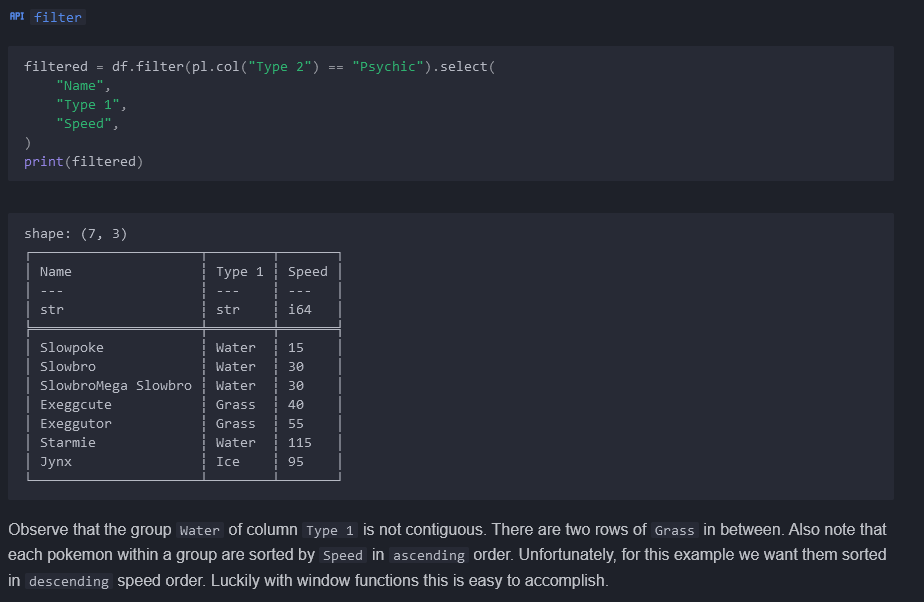 API filter
filtered = df.filter(pl.col("Type 2") == "Psychic").select(
    "Name",
    "Type 1",
    "Speed",
)
print(filtered)
shape: (7, 3)
Name Type 1 Speed
--- --- ---
str str i64
Slowpoke Water 15
Slowbro Water 30
SlowbroMega Slowbro Water 30
Exeggcute Grass 40
Exeggutor Grass 55
Starmie Water 115
Jynx Ice 95
Observe that the group Water of column Type 1 is not contiguous. There are two rows of Grass in between. Also note that
each pokemon within a group are sorted by Speed in ascending order. Unfortunately, for this example we want them sorted
in descending speed order. Luckily with window functions this is easy to accomplish.